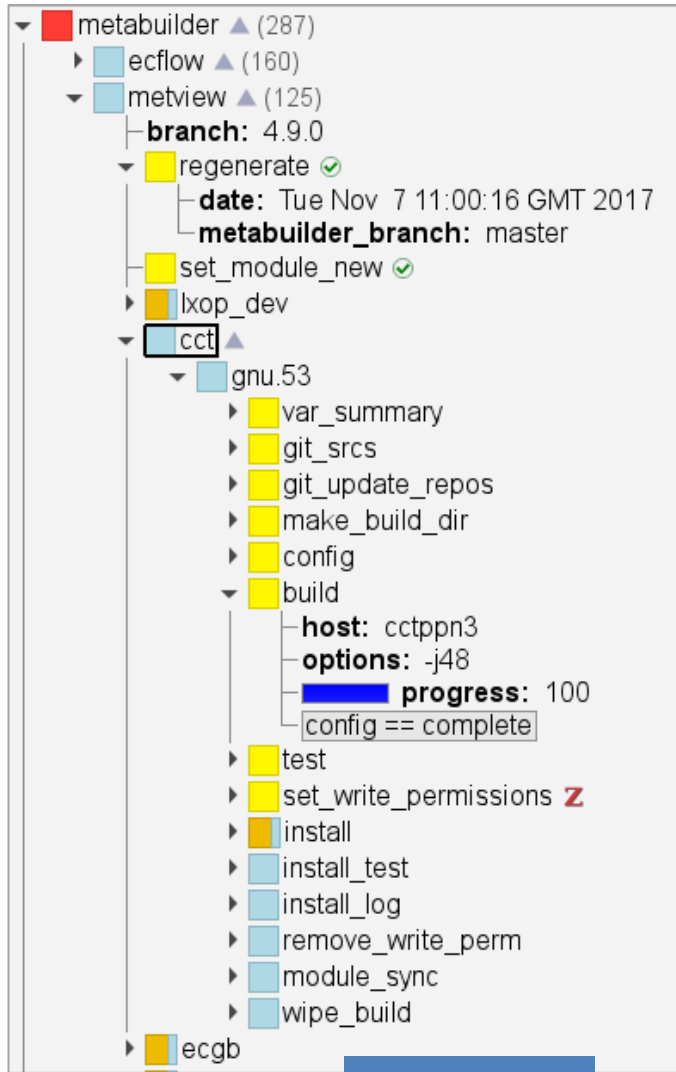 metabuilder (287)
ecflow (160)
metview (125)
branch: 4.9.0
regenerate
date: Tue Nov 7 11:00:16 GMT 2017
metabuilder_branch: master
set_module_new
lxop_dev
cct
gnu.53
var_summary
git_srcs
git_update_repos
make_build_dir
config
build
host: cctppn3
options: -j48
progress: 100
config == complete
test
set_write_permissions Z
install
install_test
install_log
remove_write_perm
module_sync
wipe_build
ecgb